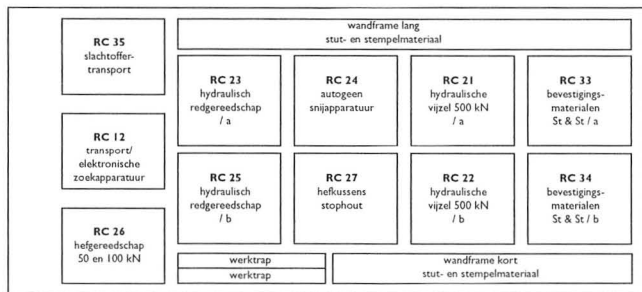 RC 35
slachtoffer-
transport
RC 12
transport/
elektronische
zoekapparatuur
RC 26
hefgereedschap
50 en 100 kN
wandframe lang
stut- en stempelmateriaal
RC 23
hydraulisch
redgereedschap
/ a
RC 24
autogeen
snijapparatuur
RC 21
hydraulische
vijzel 500 kN
/ a
RC 33
bevestigings-
materialen
St & St / a
RC 25
hydraulisch
redgereedschap
/ b
RC 27
hefkussens
stophout
RC 22
hydraulische
vijzel 500 kN
/ b
RC 34
bevestigings-
materialen
St & St / b
werktrap
werktrap
wandframe kort
stut- en stempelmateriaal